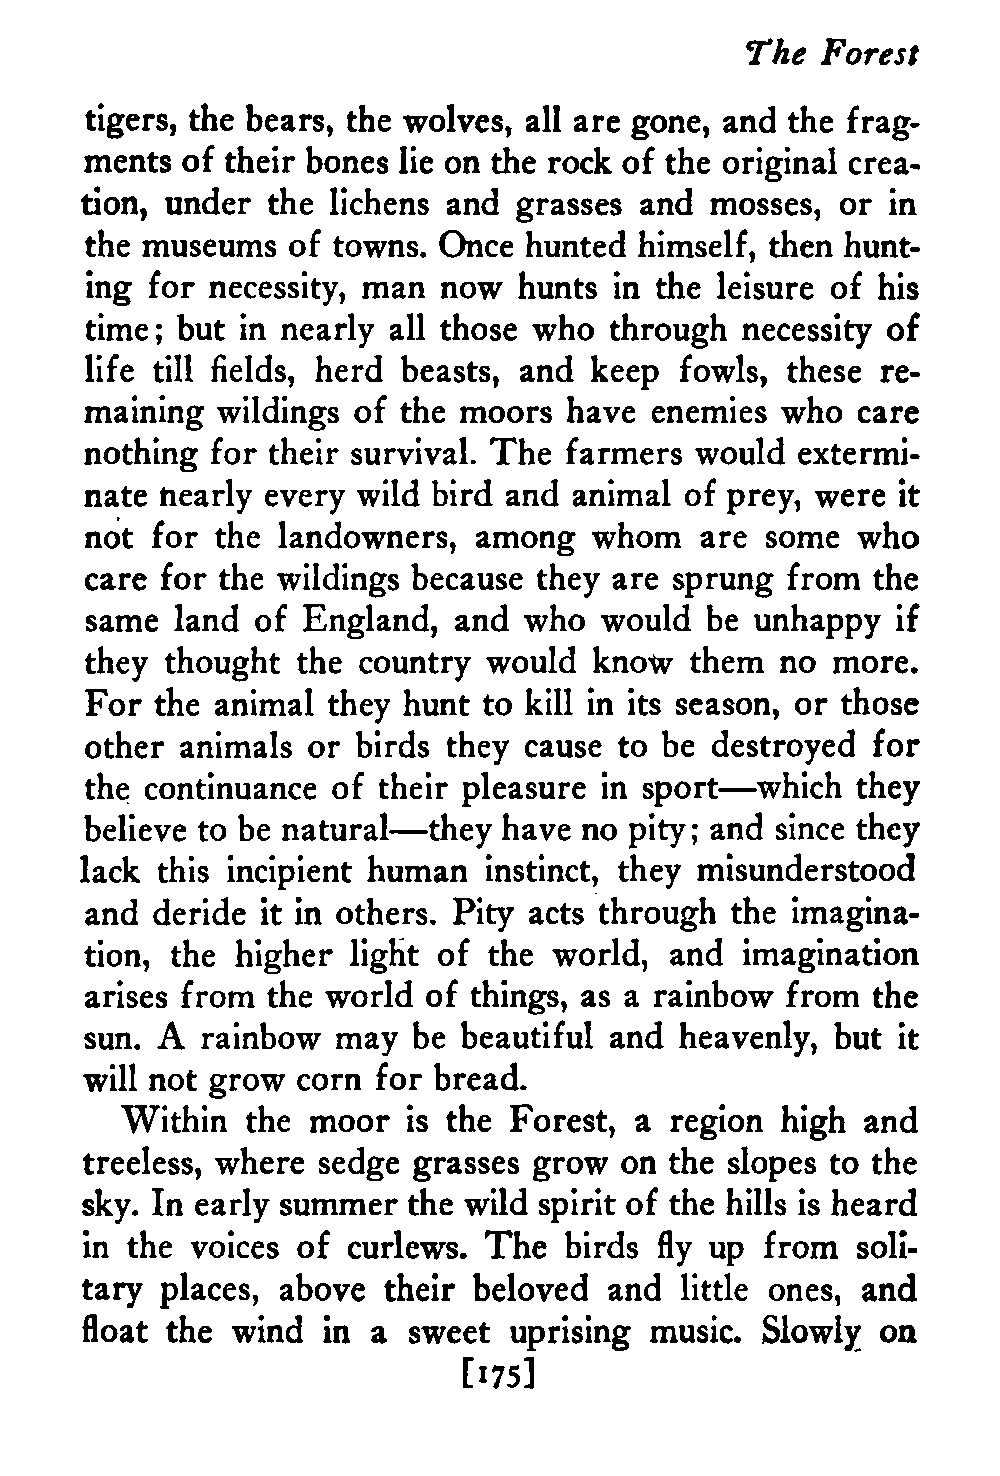 The Forest
tigers, the bears, the wolves, all are gone, and the frag-
ments of their bones lie on the rock of the original crea-
tion, under the lichens and grasses and mosses, or in
the museums of towns. Once hunted himself, then hunt-
ing for necessity, man now hunts in the leisure of his
time; but in nearly all those who through necessity of
life till fields, herd beasts, and keep fowls, these re-
maining wildings of the moors have enemies who care
nothing for their survival. The farmers would extermi-
nate nearly every wild bird and animal of prey, were it
not for the landowners, among whom are some who
care for the wildings because they are sprung from the
same land of England, and who would be unhappy if
they thought the country would know them no more.
For the animal they hunt to kill in its season, or those
other animals or birds they cause to be destroyed for
the continuance of their pleasure in sport—which they
believe to be natural—they have no pity; and since they
lack this incipient human instinct, they misunderstood
and deride it in others. Pity acts through the imagina-
tion, the higher light of the world, and imagination
arises from the world of things, as a rainbow from the
sun. A rainbow may be beautiful and heavenly, but it
will not grow corn for bread.
Within the moor is the Forest, a region high and
treeless, where sedge grasses grow on the slopes to the
sky. In early summer the wild spirit of the hills is heard
in the voices of curlews. The birds fly up from soli-
tary places, above their beloved and little ones, and
float the wind in a sweet uprising music. Slowly on
[175]